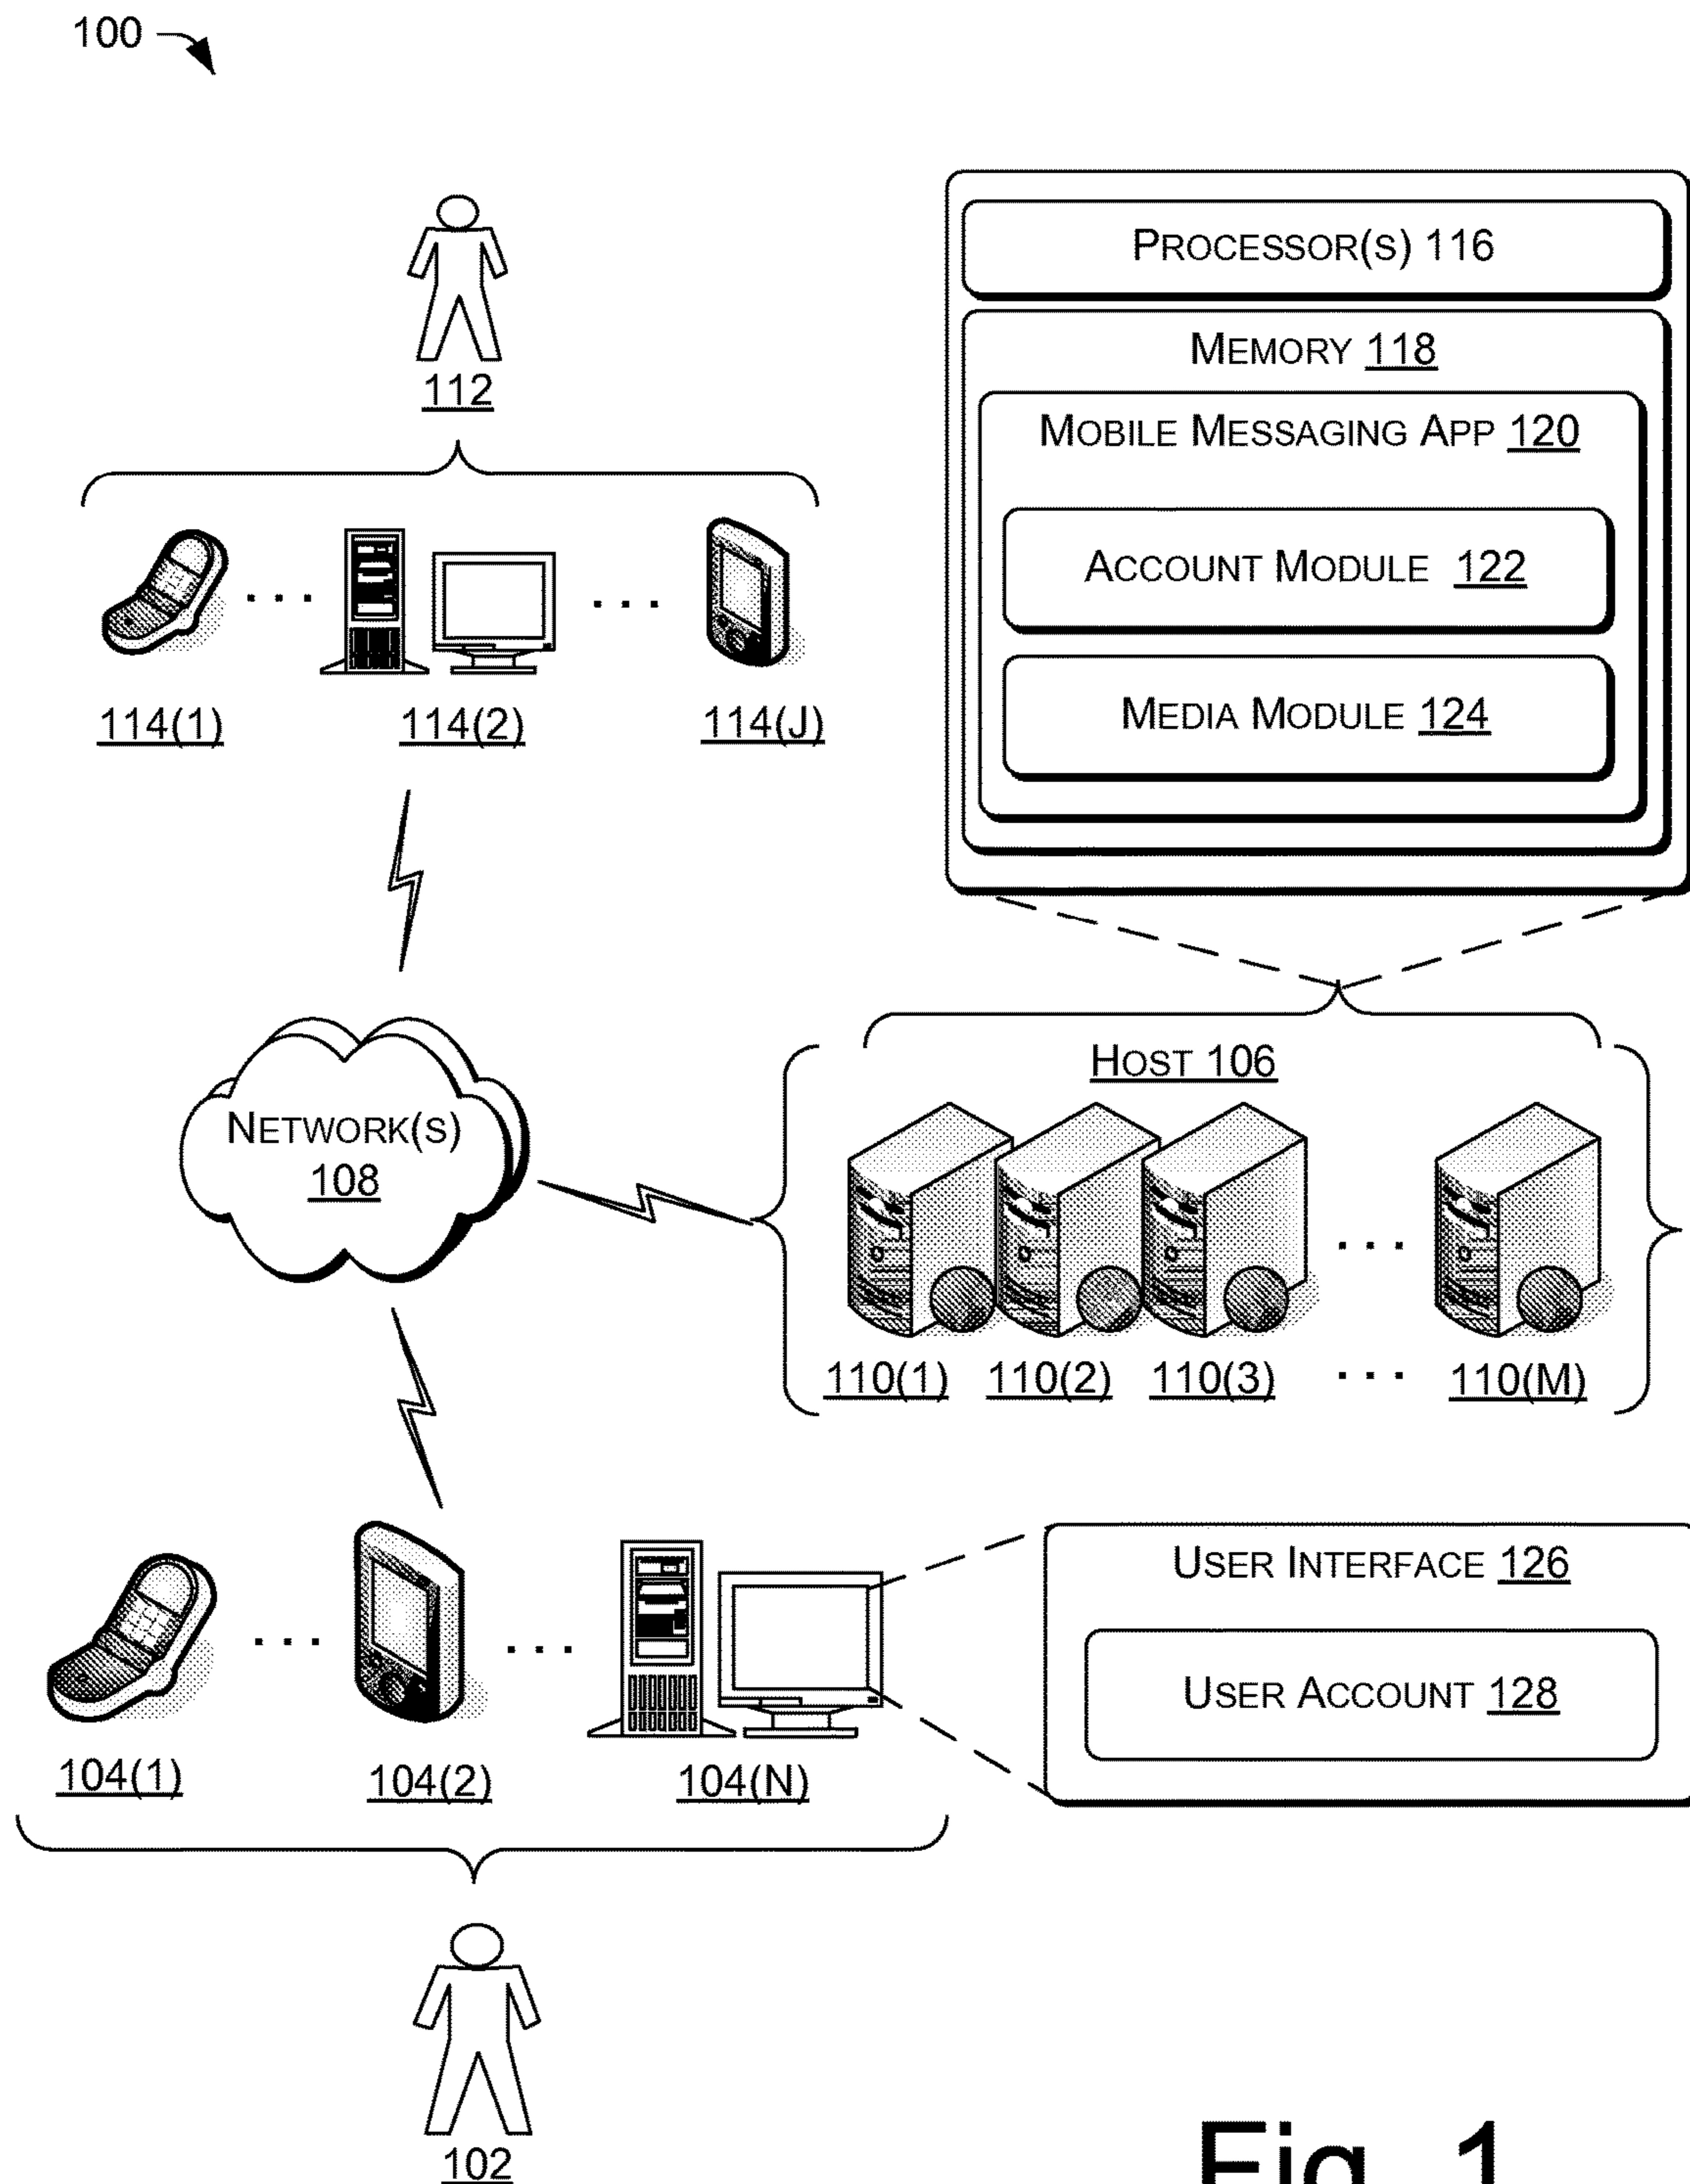 100
112
114(1)
...
114(2)
...
114(J)
PROCESSOR(S) 116
MEMORY 118
MOBILE MESSAGING APP 120
ACCOUNT MODULE 122
MEDIA MODULE 124
NETWORK(S)
108
HOST 106
...
110(1) 110(2) 110(3) ... 110(M)
...
...
104(1) 104(2) 104(N)
USER INTERFACE 126
USER ACCOUNT 128
102
Fig. 1